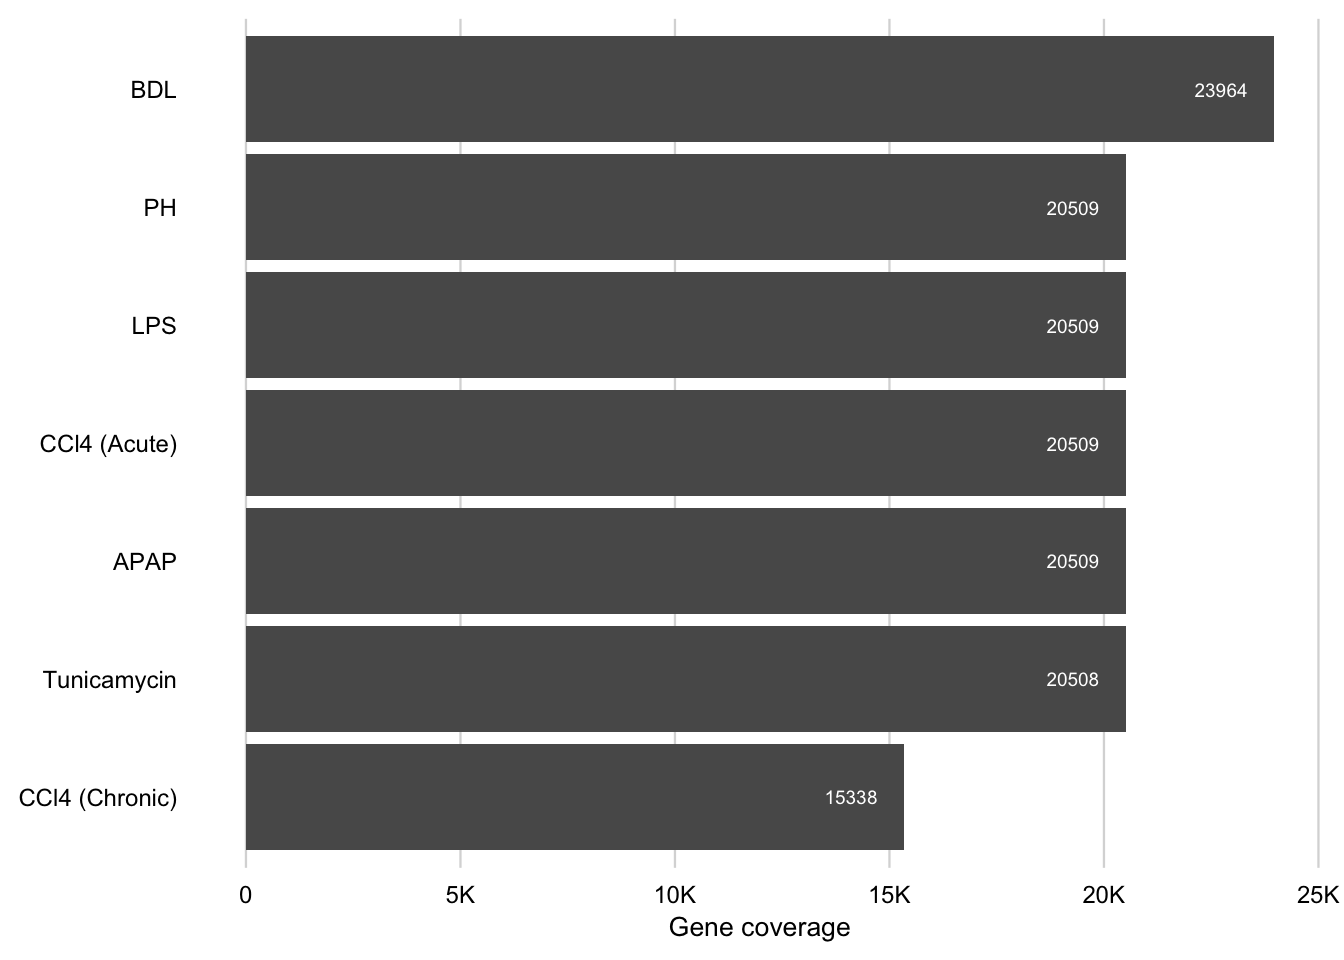 BDL
23964
PH
20509
LPS
20509
CCl4 (Acute)
20509
APAP
20509
Tunicamycin
20508
CCl4 (Chronic)
15338
0 5K 10K 15K 20K 25K
Gene coverage